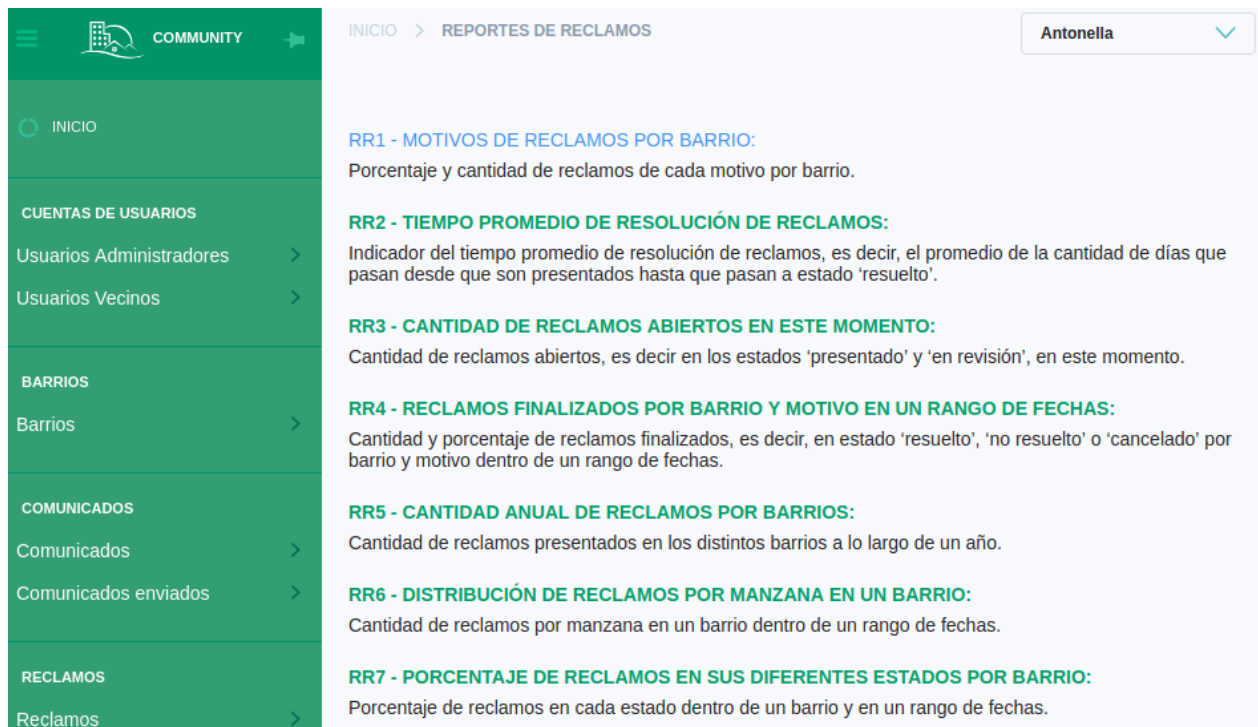 COMMUNITY
INICIO
CUENTAS DE USUARIOS
Usuarios Administradores
Usuarios Vecinos
BARRIOS
Barrios
COMUNICADOS
Comunicados
Comunicados enviados
RECLAMOS
Reclamos
INICIO > REPORTES DE RECLAMOS
Antonella
RR1 - MOTIVOS DE RECLAMOS POR BARRIO:
Porcentaje y cantidad de reclamos de cada motivo por barrio.
RR2 - TIEMPO PROMEDIO DE RESOLUCIÓN DE RECLAMOS:
Indicador del tiempo promedio de resolución de reclamos, es decir, el promedio de la cantidad de días que
pasan desde que son presentados hasta que pasan a estado ‘resuelto’.
RR3 - CANTIDAD DE RECLAMOS ABIERTOS EN ESTE MOMENTO:
Cantidad de reclamos abiertos, es decir en los estados ‘presentado’ y ‘en revisión’, en este momento.
RR4 - RECLAMOS FINALIZADOS POR BARRIO Y MOTIVO EN UN RANGO DE FECHAS:
Cantidad y porcentaje de reclamos finalizados, es decir, en estado ‘resuelto’, ‘no resuelto’ o ‘cancelado’ por
barrio y motivo dentro de un rango de fechas.
RR5 - CANTIDAD ANUAL DE RECLAMOS POR BARRIOS:
Cantidad de reclamos presentados en los distintos barrios a lo largo de un año.
RR6 - DISTRIBUCIÓN DE RECLAMOS POR MANZANA EN UN BARRIO:
Cantidad de reclamos por manzana en un barrio dentro de un rango de fechas.
RR7 - PORCENTAJE DE RECLAMOS EN SUS DIFERENTES ESTADOS POR BARRIO:
Porcentaje de reclamos en cada estado dentro de un barrio y en un rango de fechas.